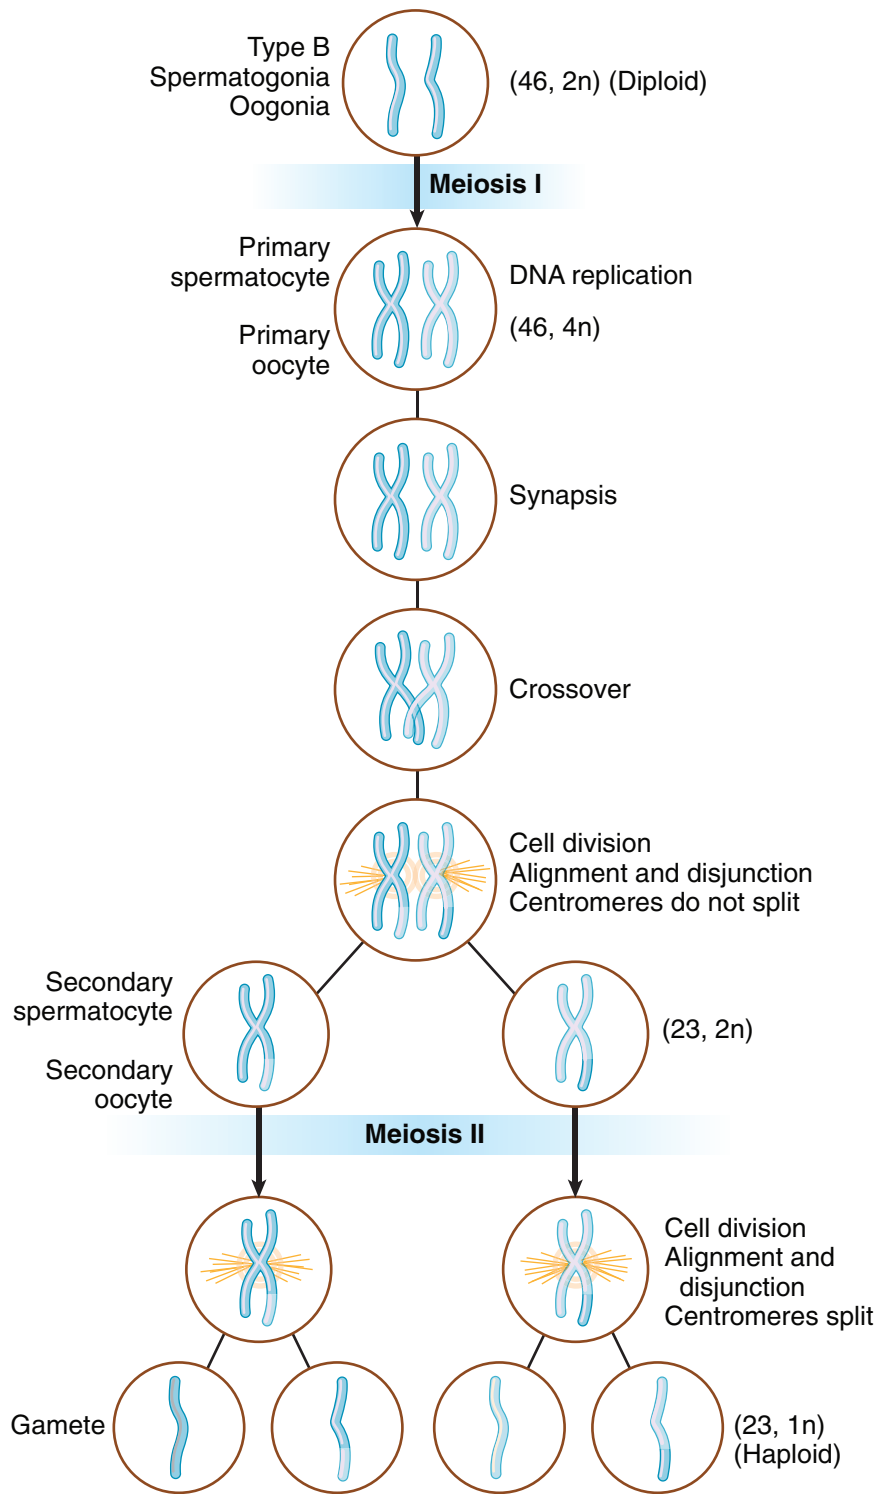 Type B
Spermatogonia
Oogonia
(46, 2n) (Diploid)
Meiosis I
Primary
spermatocyte
Primary
oocyte
DNA replication
(46, 4n)
Synapsis
Crossover
Cell division
Alignment and disjunction
Centromeres do not split
Secondary
spermatocyte
Secondary
oocyte
(23, 2n)
Meiosis II
Cell division
Alignment and
disjunction
Centromeres split
Gamete
(23, 1n)
(Haploid)